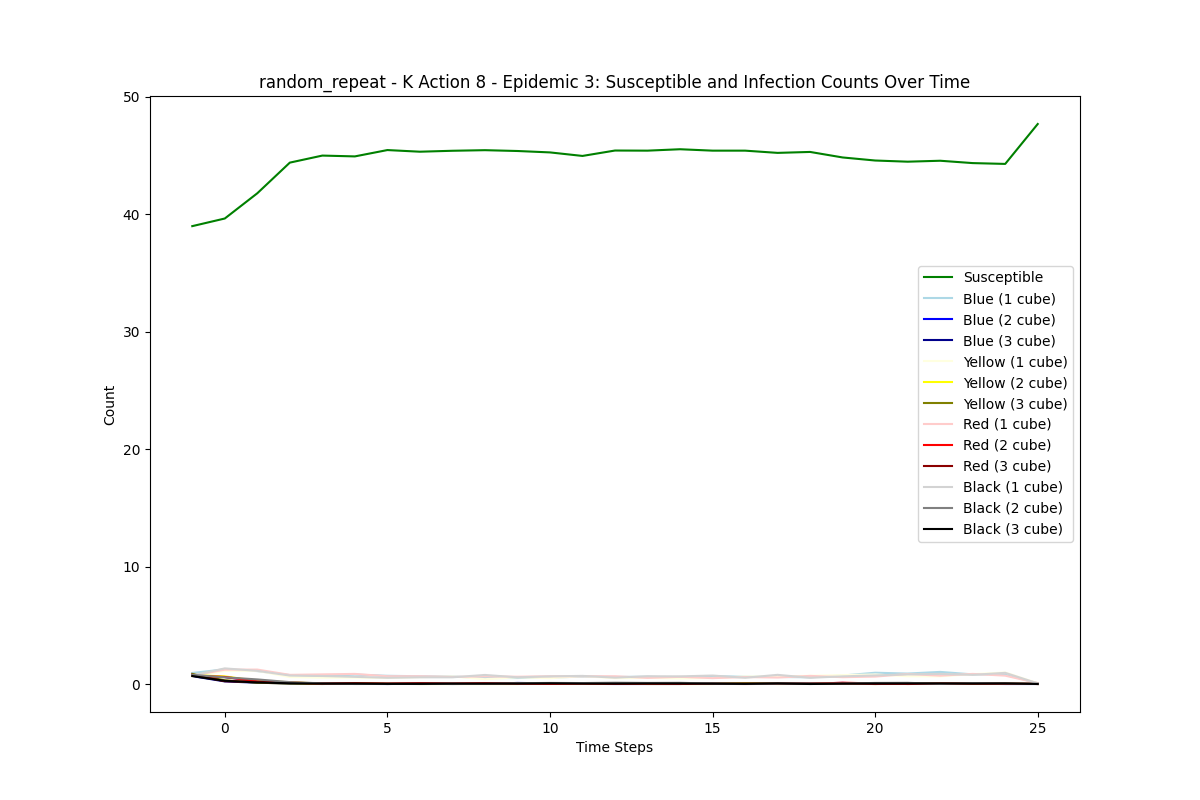 random_repeat - K Action 8 - Epidemic 3: Susceptible and Infection Counts Over Time
50
40
30
20
10
0
Count
Susceptible
Blue (1 cube)
Blue (2 cube)
Blue (3 cube)
Yellow (1 cube)
Yellow (2 cube)
Yellow (3 cube)
Red (1 cube)
Red (2 cube)
Red (3 cube)
Black (1 cube)
Black (2 cube)
Black (3 cube)
0 5 10 15 20 25
Time Steps